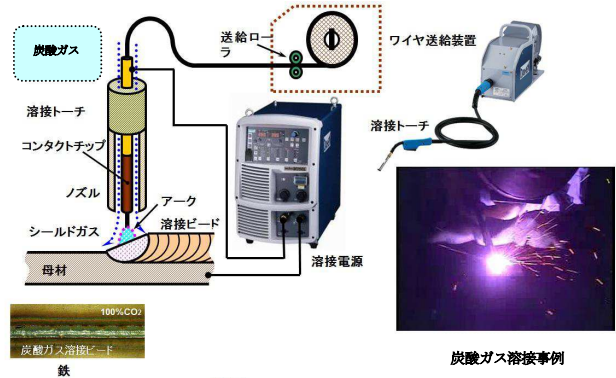 炭酸ガス
送給ロー
ラ
ワイヤ送給装置
溶接トーチ
溶接トーチ
コンタクトチップ
ノズル
アーク
シールドガス
溶接ビード
母材
溶接電源
100%CO₂
炭酸ガス溶接ビード
鉄
炭酸ガス溶接事例